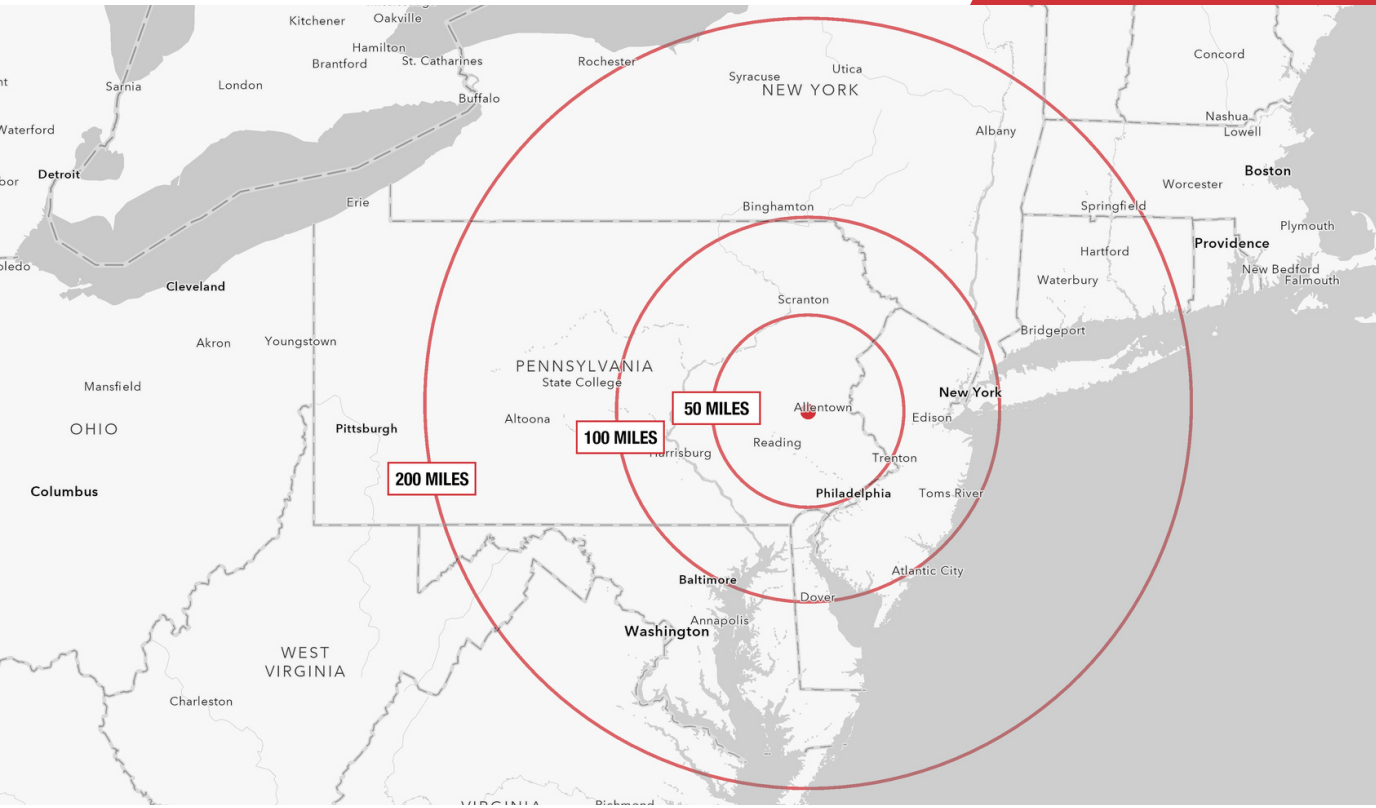 Kitchener
Oakville
Hamilton
Brantford
St. Catharines
Rochester
Syracuse
Utica
NEW YORK
Concord
Sarnia
London
Buffalo
Nashua
Lowell
Waterford
Albany
Detroit
Boston
Worcester
Erie
Binghamton
Springfield
Plymouth
Providence
Hartford
New Bedford
Falmouth
Waterbury
Cleveland
Scranton
Bridgeport
Akron
Youngstown
PENNSYLVANIA
State College
Mansfield
New York
50 MILES
Allentown
Edison
Altoona
OHIO
Pittsburgh
100 MILES
Reading
Harrisburg
Trenton
200 MILES
Columbus
Philadelphia
Toms River
Atlantic City
Baltimore
Dover
Annapolis
Washington
WEST
VIRGINIA
Charleston
VIRGINIA
Richmond